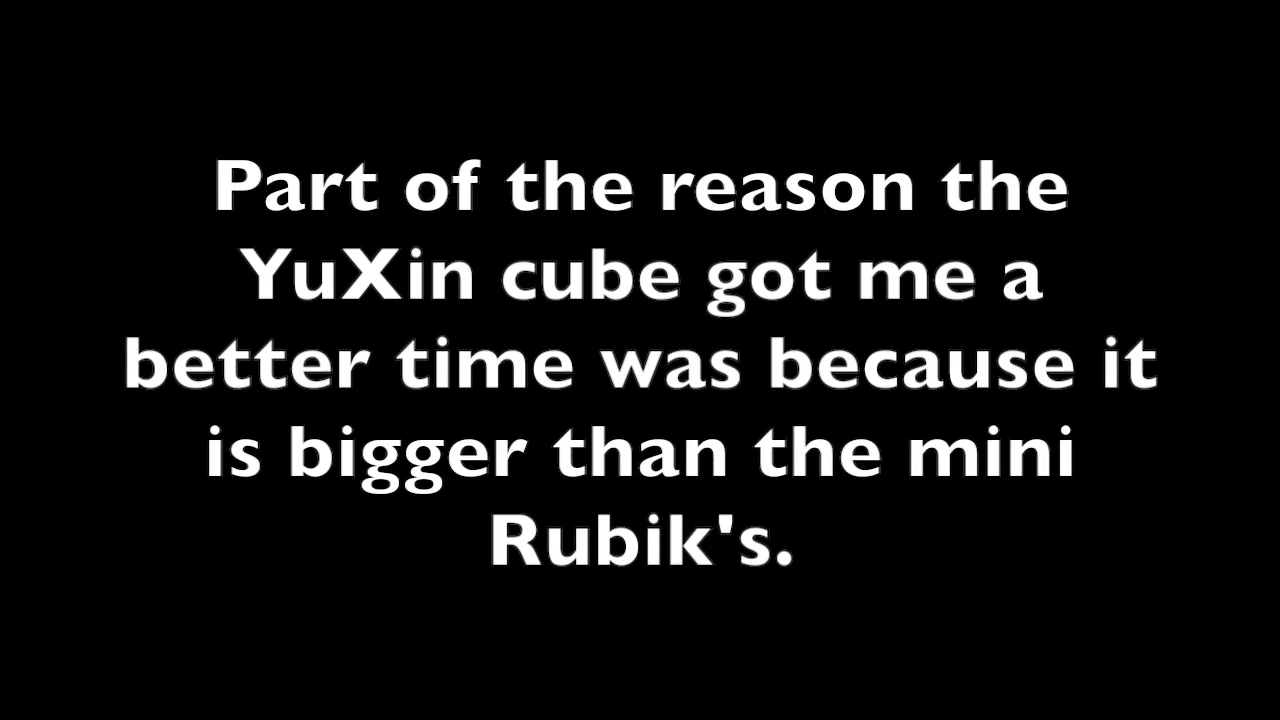 Part of the reason the
YuXin cube got me a
better time was because it
is bigger than the mini
Rubik's.